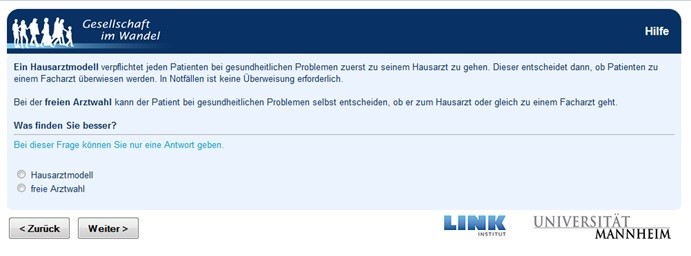 Gesellschaft
im Wandel
Hilfe
Ein Hausarztmodell verpflichtet jeden Patienten bei gesundheitlichen Problemen zuerst zu seinem Hausarzt zu gehen. Dieser entscheidet dann, ob Patienten zu
einem Facharzt überwiesen werden. In Notfällen ist keine Überweisung erforderlich.
Bei der freien Arztwahl kann der Patient bei gesundheitlichen Problemen selbst entscheiden, ob er zum Hausarzt oder gleich zu einem Facharzt geht.
Was finden Sie besser?
Bei dieser Frage können Sie nur eine Antwort geben.
Hausarztmodell
freie Arztwahl
< Zurück
Weiter >
LINK
INSTITUT
UNIVERSITÄT
MANNHEIM